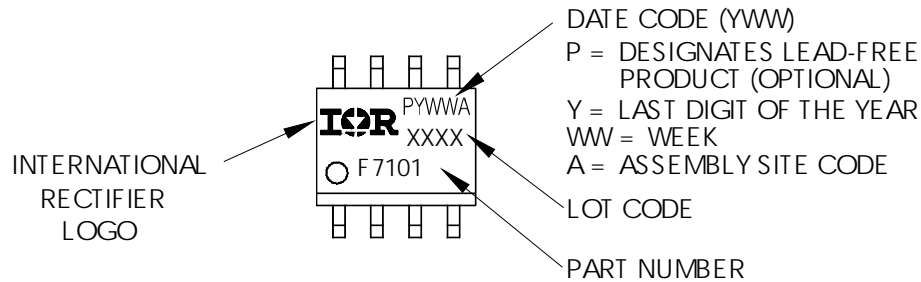 DATE CODE (YWW)
P = DESIGNATES LEAD-FREE
PRODUCT (OPTIONAL)
Y = LAST DIGIT OF THE YEAR
WW = WEEK
A = ASSEMBLY SITE CODE
PYWWA
IOR
XXXX
INTERNATIONAL
RECTIFIER
LOGO
F7101
LOT CODE
PART NUMBER